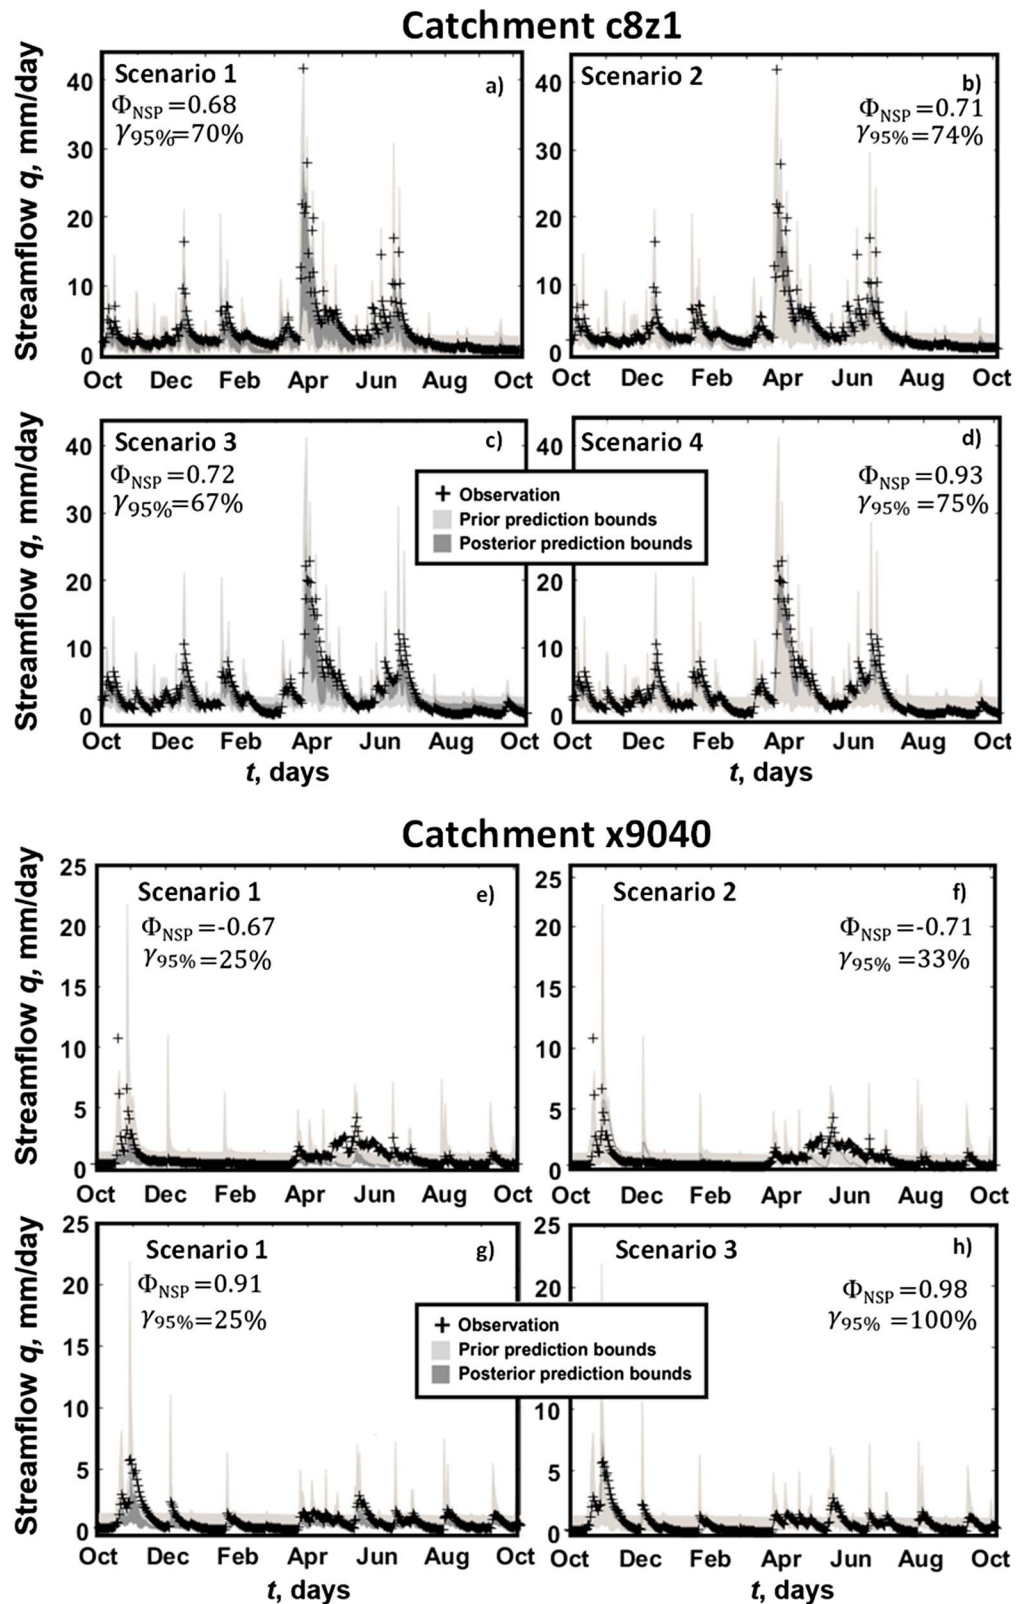 Catchment c8z1
Streamflow q, mm/day
Scenario 1
a)
Φ_NSP =0.68
γ95%=70%
40
30
20
10
0
Oct Dec Feb Apr Jun Aug Oct
Scenario 2
b)
Φ_NSP =0.71
γ95% =74%
40
30
20
10
0
Oct Dec Feb Apr Jun Aug Oct
Streamflow q, mm/day
Scenario 3
c)
Φ_NSP =0.72
γ95%=67%
40
30
20
10
0
Oct Dec Feb Apr Jun Aug Oct
t, days
Scenario 4
d)
Φ_NSP =0.93
γ95% =75%
40
20
10
0
Oct Dec Feb Apr Jun Aug Oct
t, days
+ Observation
Prior prediction bounds
Posterior prediction bounds
Catchment x9040
Streamflow q, mm/day
Scenario 1
e)
Φ_NSP =-0.67
γ95% =25%
25
20
15
10
5
0
Oct Dec Feb Apr Jun Aug Oct
Scenario 2
f)
Φ_NSP =-0.71
γ95% =33%
25
20
15
10
5
0
Oct Dec Feb Apr Jun Aug Oct
Streamflow q, mm/day
Scenario 1
g)
Φ_NSP =0.91
γ95%=25%
25
20
15
10
5
0
Oct Dec Feb Apr Jun Aug Oct
t, days
Scenario 3
h)
Φ_NSP =0.98
γ95% =100%
25
20
10
5
0
Oct Dec Feb Apr Jun Aug Oct
t, days
+ Observation
Prior prediction bounds
Posterior prediction bounds